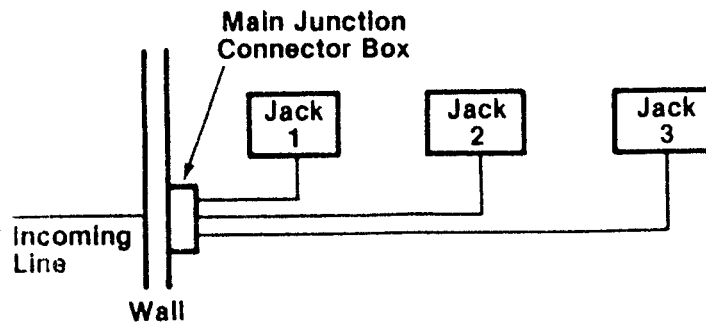 Main Junction
Connector Box
Jack
1
Jack
2
Jack
3
Incoming
Line
Wall